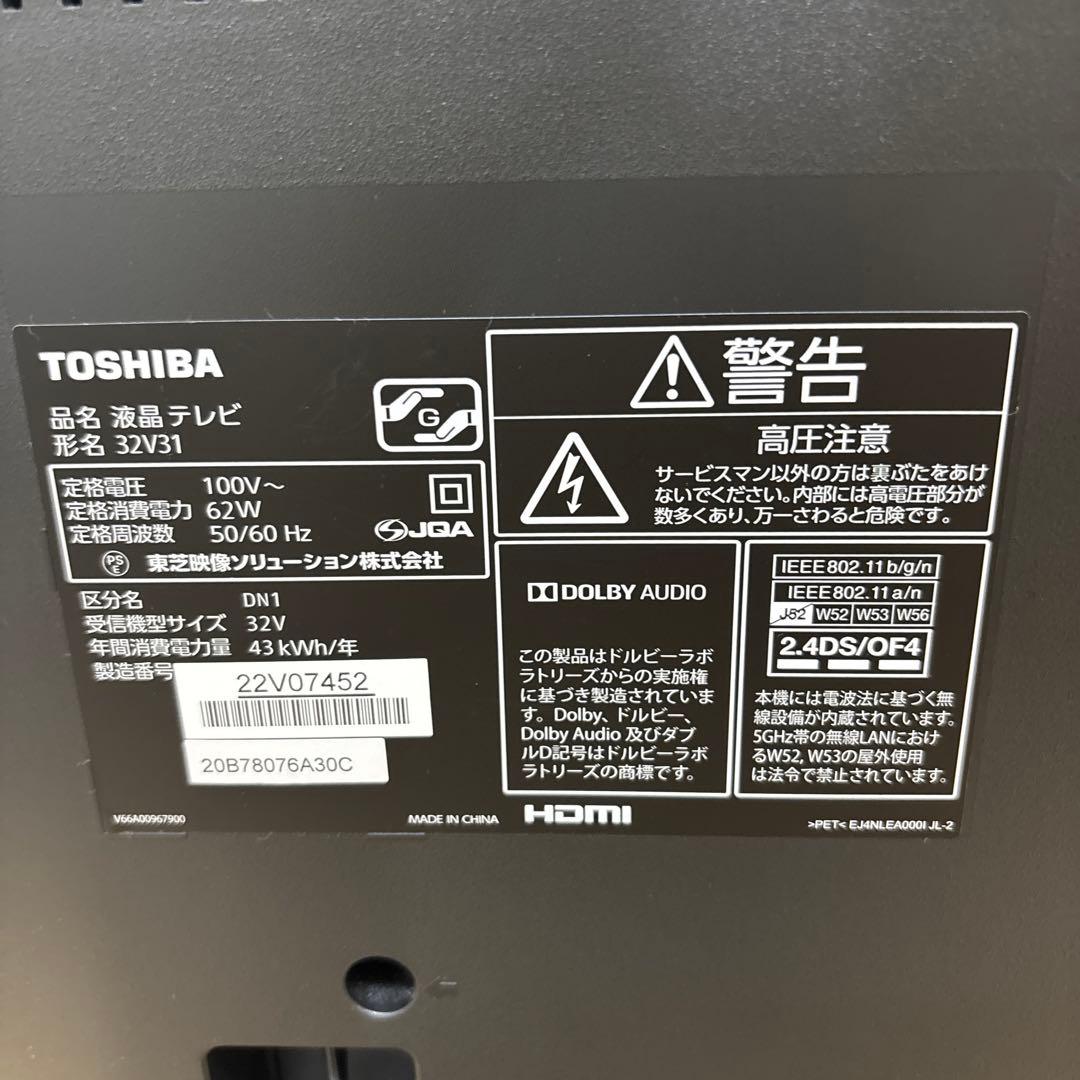 TOSHIBA
品名 液晶テレビ
形名 32V31
G
定格電圧 100V～
定格消費電力 62W
定格周波数 50/60 Hz
JQA
PS
E
東芝映像ソリューション株式会社
区分名 DN1
受信機型サイズ 32V
年間消費電力量 43 kWh/年
製造番号
22V07452
20B78076A30C
V66A00967900
MADE IN CHINA
警告
高圧注意
サービスマン以外の方は裏ぶたをあけ
ないでください。内部には高電圧部分が
数多くあり、万一さわると危険です。
DOLBY AUDIO
この製品はドルビーラボ
ラトリーズからの実施権
に基づき製造されていま
す。Dolby、ドルビー、
Dolby Audio 及びダブ
ルD記号はドルビーラボ
ラトリーズの商標です。
HDMI
IEEE802.11b/g/n
IEEE802.11a/n
J52 W52 W53 W56
2.4DS/OF4
本機には電波法に基づく無
線設備が内蔵されています。
5GHz帯の無線LANにおけ
るW52, W53の屋外使用
は法令で禁止されています。
>PET< EJ4NLEA000I JL-2